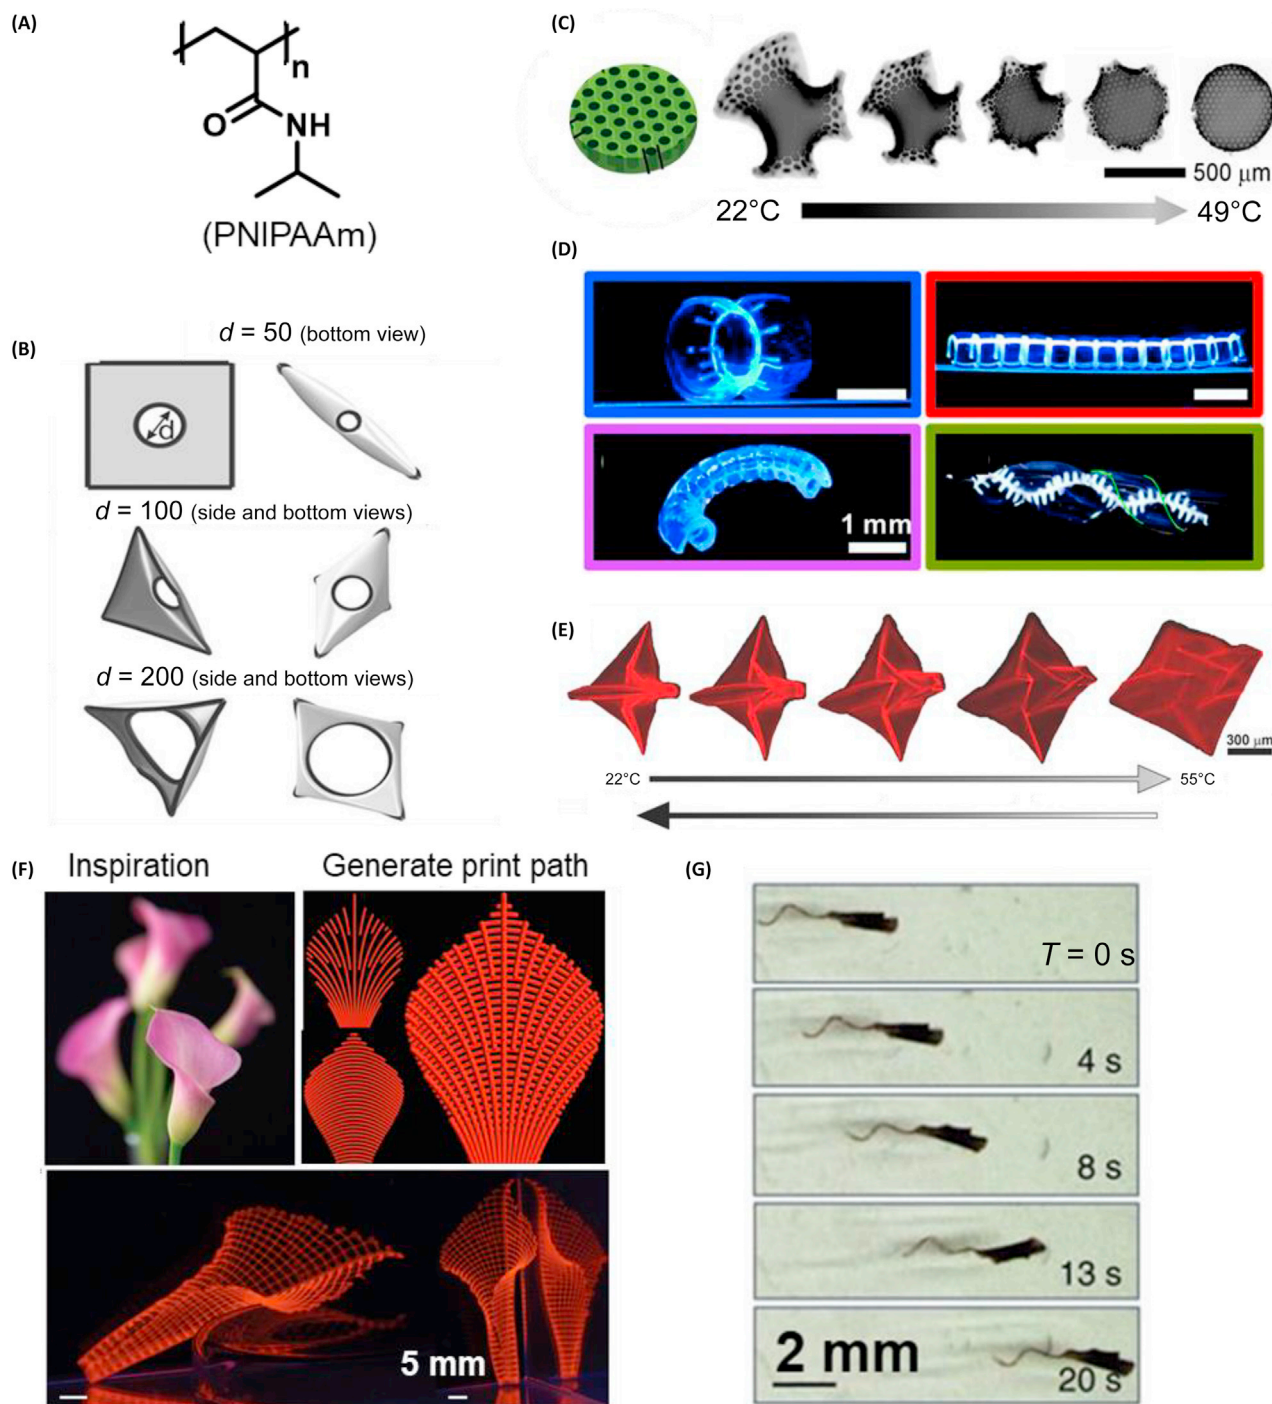 (A)
n
O
NH
(PNIPAAm)
(B)
d = 50 (bottom view)
d
d = 100 (side and bottom views)
d = 200 (side and bottom views)
(C)
500 μm
22°C
49°C
(D)
1 mm
(E)
300 μm
22°C
55°C
(F)
Inspiration
Generate print path
5 mm
(G)
T = 0 s
4 s
8 s
13 s
2 mm
20 s